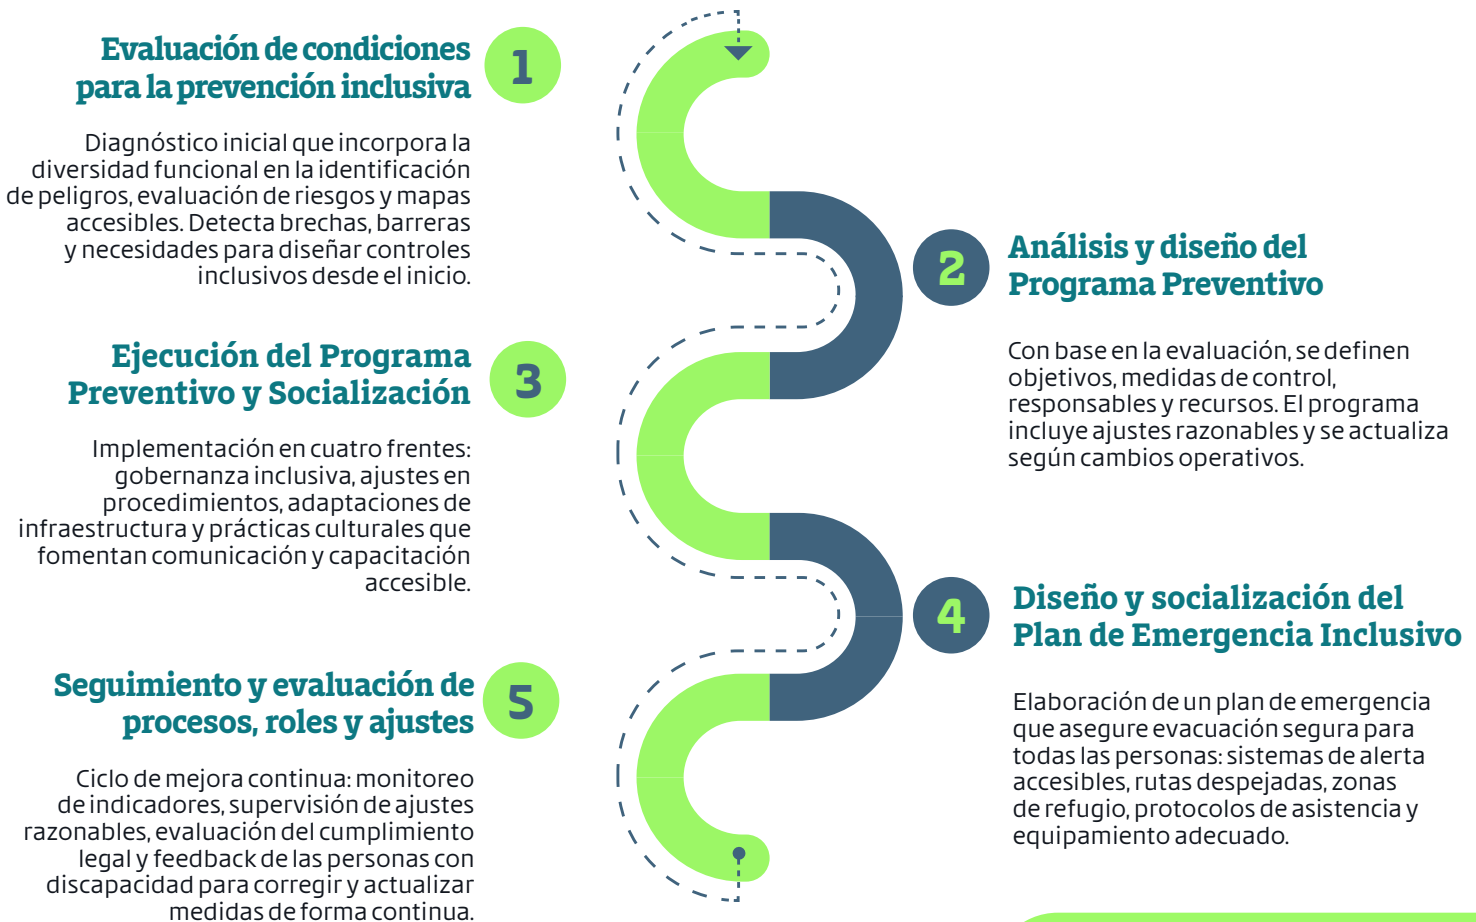 1
Evaluación de condiciones
para la prevención inclusiva
Diagnóstico inicial que incorpora la
diversidad funcional en la identificación
de peligros, evaluación de riesgos y mapas
accesibles. Detecta brechas, barreras
y necesidades para diseñar controles
inclusivos desde el inicio.
2
Análisis y diseño del
Programa Preventivo
Con base en la evaluación, se definen
objetivos, medidas de control,
responsables y recursos. El programa
incluye ajustes razonables y se actualiza
según cambios operativos.
3
Ejecución del Programa
Preventivo y Socialización
Implementación en cuatro frentes:
gobernanza inclusiva, ajustes en
procedimientos, adaptaciones de
infraestructura y prácticas culturales que
fomentan comunicación y capacitación
accesible.
4
Diseño y socialización del
Plan de Emergencia Inclusivo
Elaboración de un plan de emergencia
que asegure evacuación segura para
todas las personas: sistemas de alerta
accesibles, rutas despejadas, zonas
de refugio, protocolos de asistencia y
equipamiento adecuado.
5
Seguimiento y evaluación de
procesos, roles y ajustes
Ciclo de mejora continua: monitoreo
de indicadores, supervisión de ajustes
razonables, evaluación del cumplimiento
legal y feedback de las personas con
discapacidad para corregir y actualizar
medidas de forma continua.